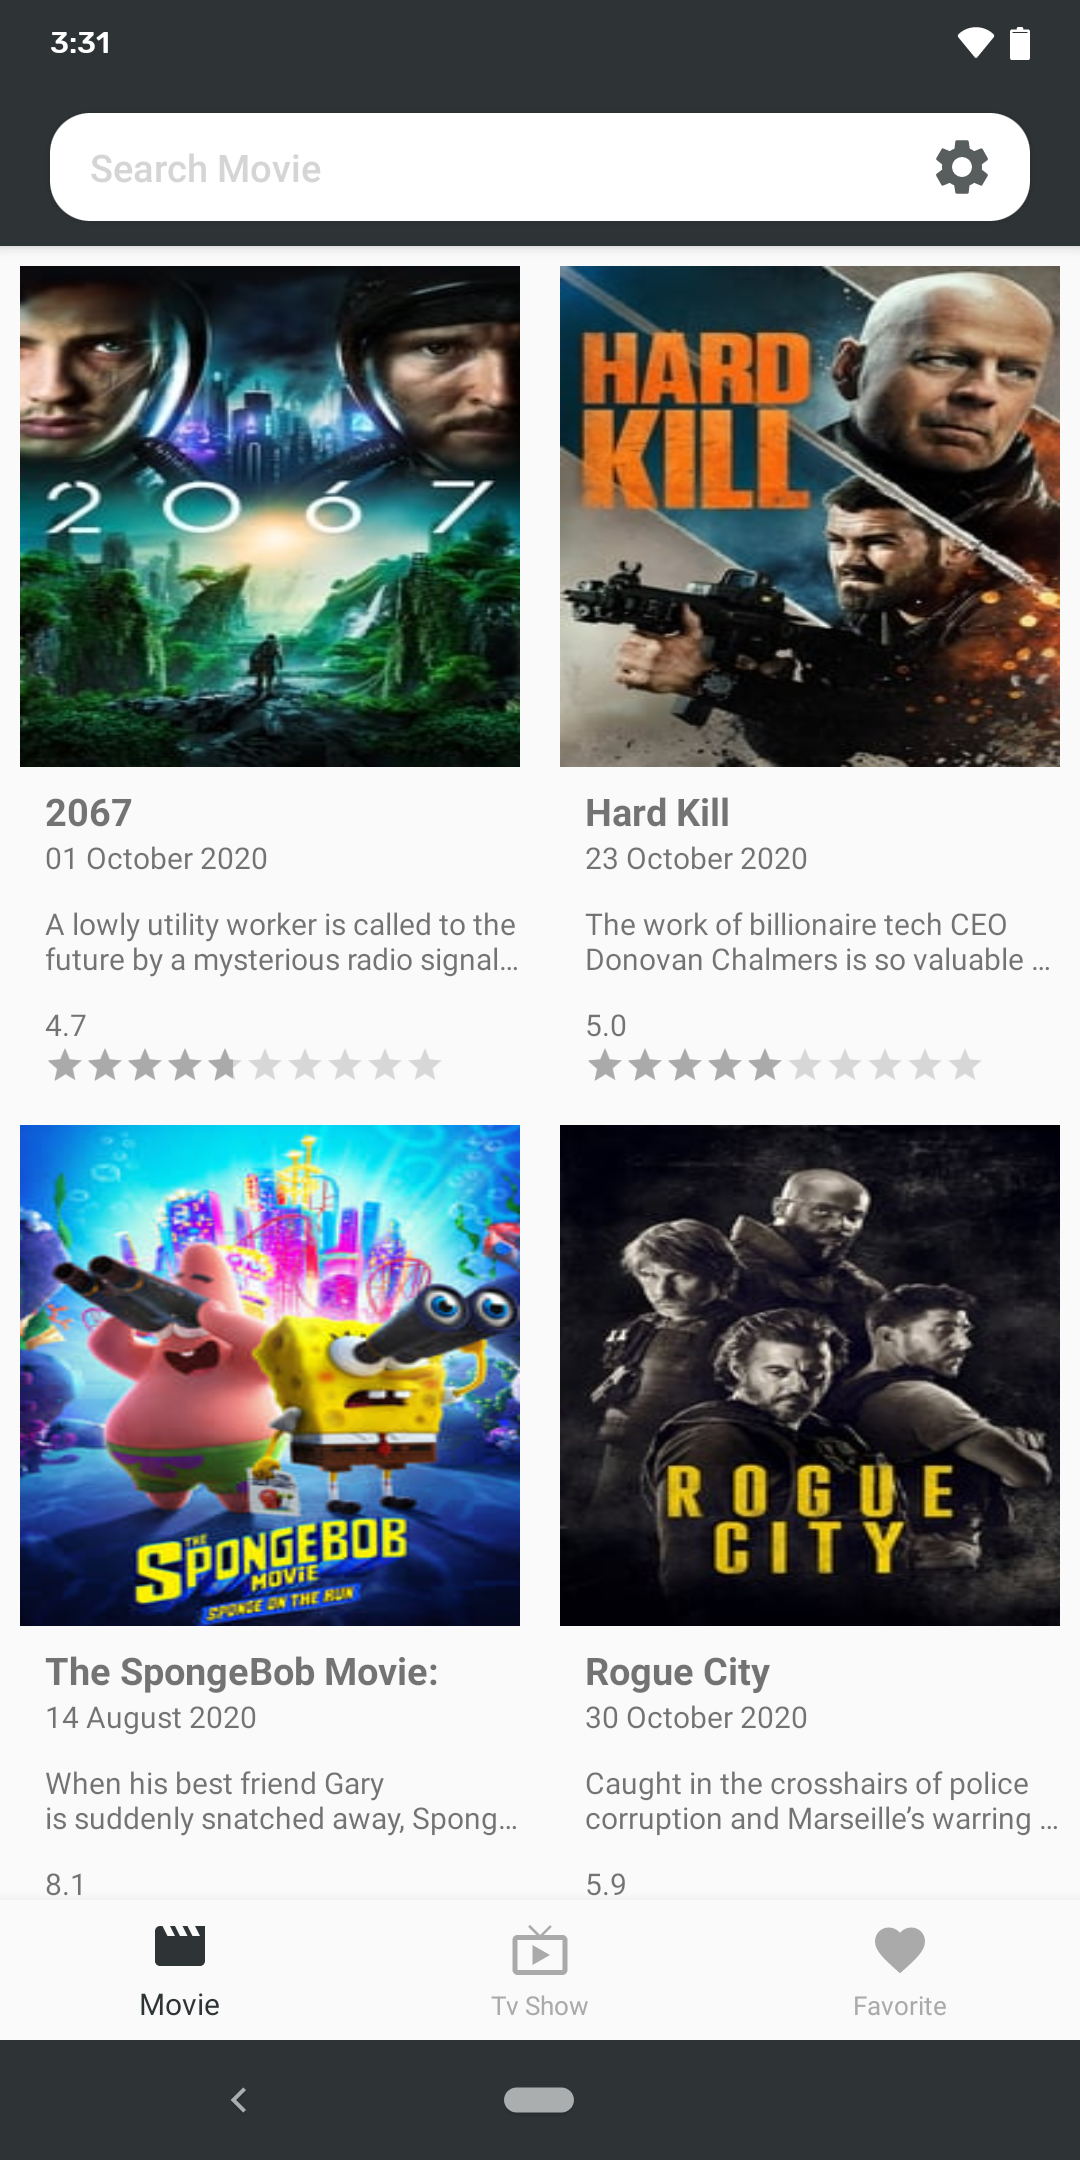 3:31
Search Movie
2 0 6 7
HARD
KILL
2067
01 October 2020
A lowly utility worker is called to the
future by a mysterious radio signal...
4.7
Hard Kill
23 October 2020
The work of billionaire tech CEO
Donovan Chalmers is so valuable ...
5.0
THE
SPONGEBOB
MOVIE
SPONGE ON THE RUN
ROGUE
CITY
The SpongeBob Movie:
14 August 2020
When his best friend Gary
is suddenly snatched away, Spong...
8.1
Rogue City
30 October 2020
Caught in the crosshairs of police
corruption and Marseille’s warring ...
5.9
Movie
Tv Show
Favorite